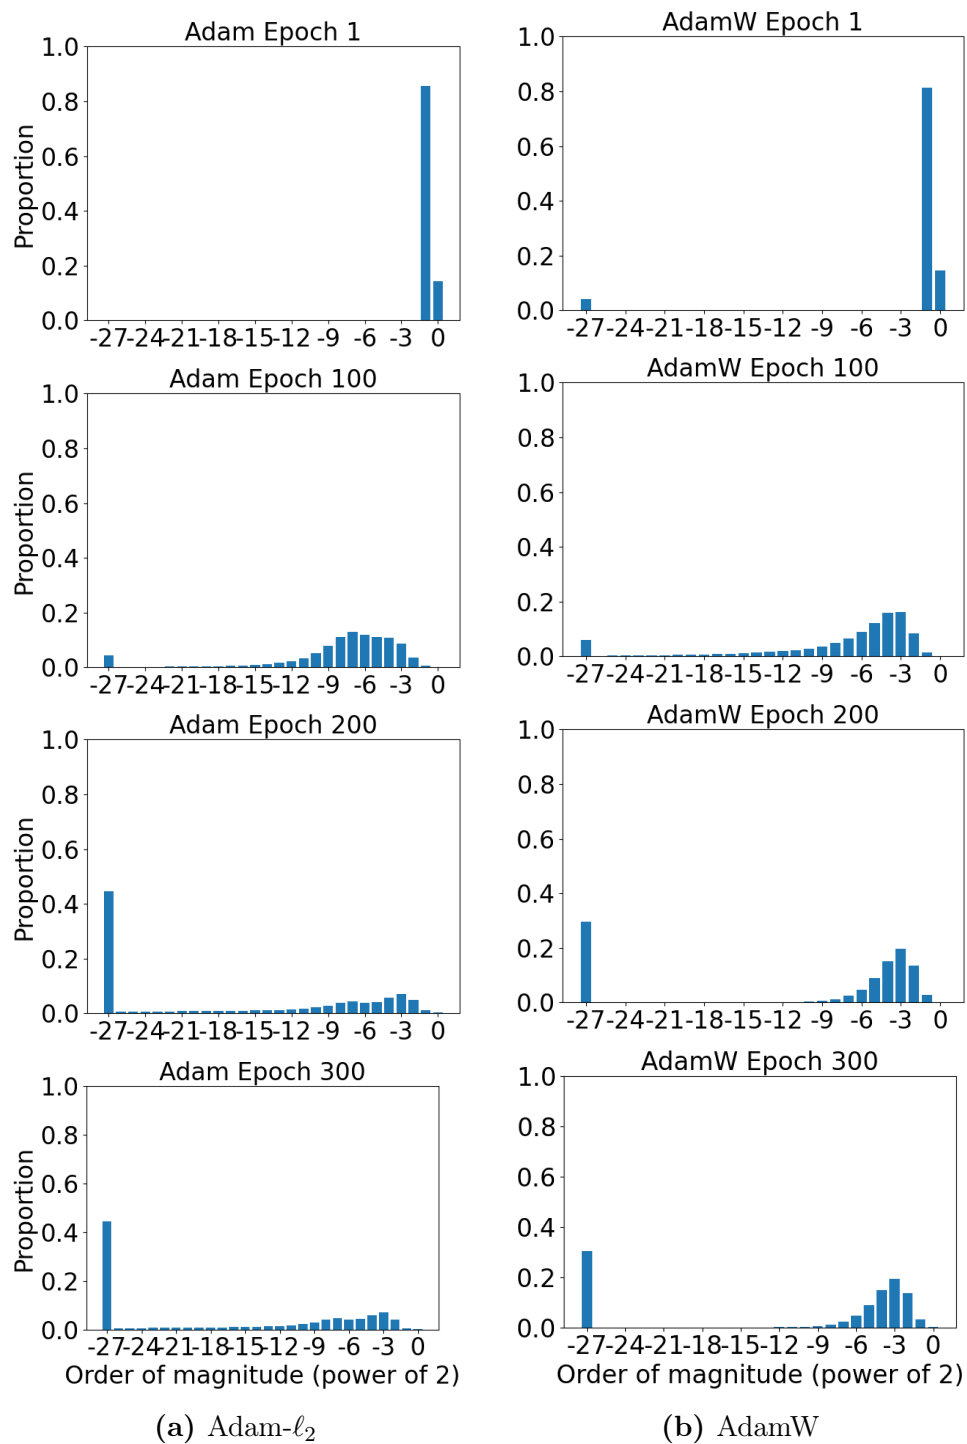 Adam Epoch 1
AdamW Epoch 1
Proportion
1.0
0.8
0.6
0.4
0.2
0.0
-27 -24 -21 -18 -15 -12 -9 -6 -3 0
1.0
0.8
0.6
0.4
0.2
0.0
-27 -24 -21 -18 -15 -12 -9 -6 -3 0
Adam Epoch 100
AdamW Epoch 100
Proportion
1.0
0.8
0.6
0.4
0.2
0.0
-27 -24 -21 -18 -15 -12 -9 -6 -3 0
1.0
0.8
0.6
0.4
0.2
0.0
-27 -24 -21 -18 -15 -12 -9 -6 -3 0
Adam Epoch 200
AdamW Epoch 200
Proportion
1.0
0.8
0.6
0.4
0.2
0.0
-27 -24 -21 -18 -15 -12 -9 -6 -3 0
1.0
0.8
0.6
0.4
0.2
0.0
-27 -24 -21 -18 -15 -12 -9 -6 -3 0
Adam Epoch 300
AdamW Epoch 300
Proportion
1.0
0.8
0.6
0.4
0.2
0.0
-27 -24 -21 -18 -15 -12 -9 -6 -3 0
Order of magnitude (power of 2)
1.0
0.8
0.6
0.4
0.2
0.0
-27 -24 -21 -18 -15 -12 -9 -6 -3 0
Order of magnitude (power of 2)
(a) Adam-ℓ₂
(b) AdamW